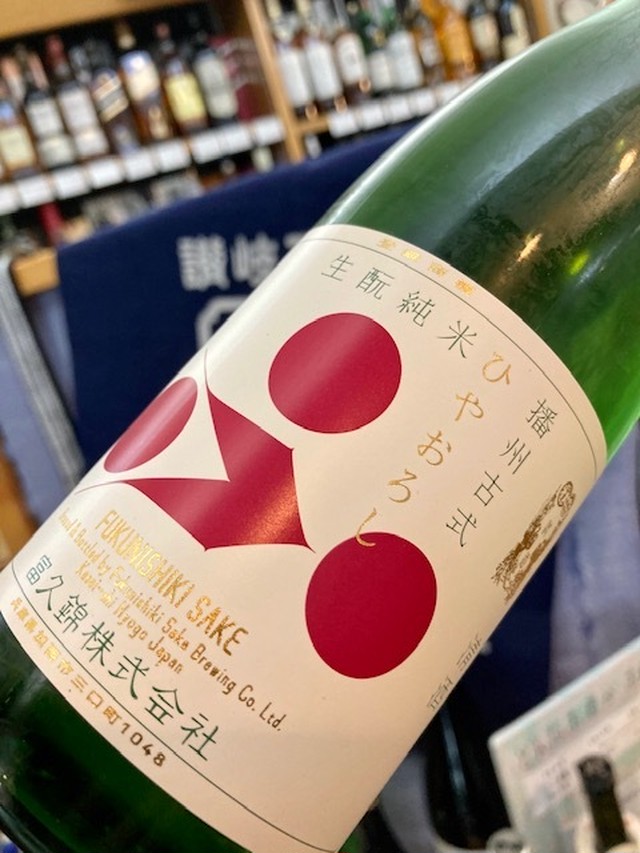 生酛純米
ひやおろし
播州古式
FUKUNISHIKI SAKE
Brewed & Bottled by Fukunishiki Sake Brewing Co. Ltd.
Hyogo Japan
富久錦株式会社
兵庫県加西市三口町1048
讃岐